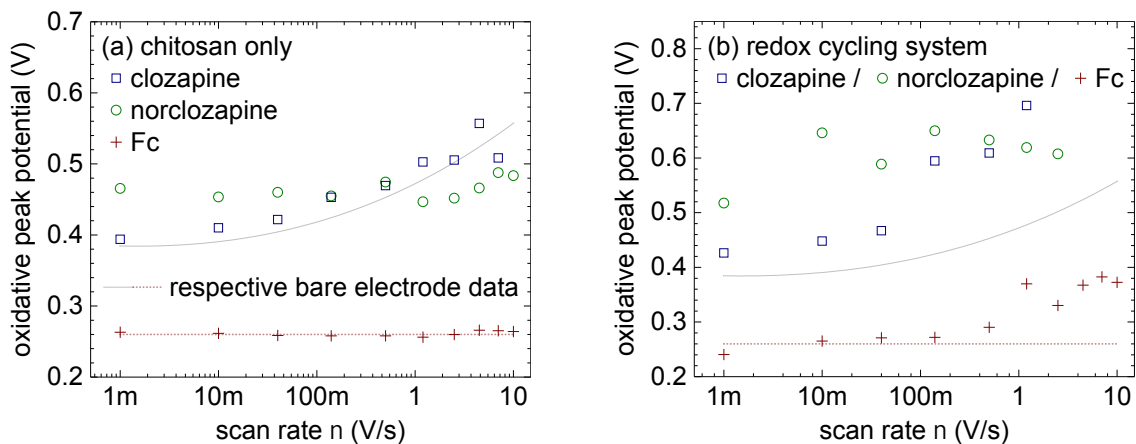 (a) chitosan only
clozapine
norclozapine
Fc
respective bare electrode data
0.7
0.6
0.5
0.4
0.3
0.2
oxidative peak potential (V)
1m 10m 100m 1 10
scan rate n (V/s)
(b) redox cycling system
clozapine / norclozapine / Fc
0.8
0.7
0.6
0.5
0.4
0.3
0.2
oxidative peak potential (V)
1m 10m 100m 1 10
scan rate n (V/s)